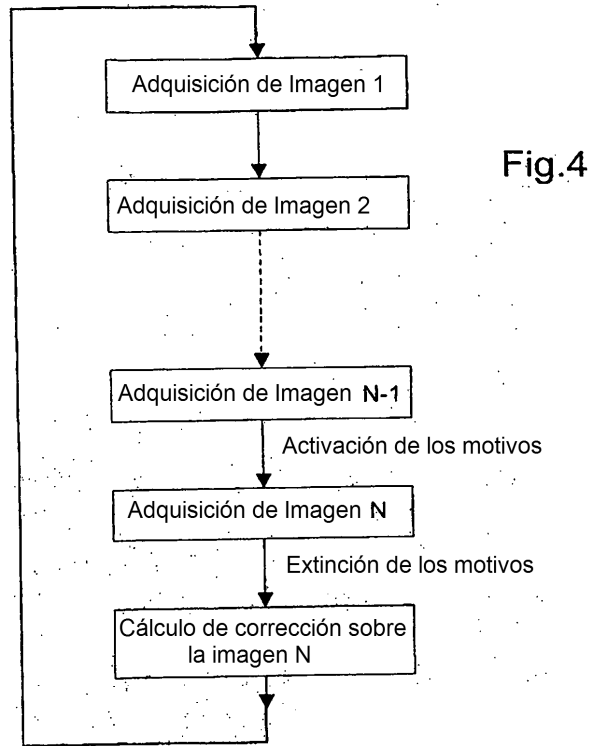 Adquisición de Imagen 1
Fig.4
Adquisición de Imagen 2
Adquisición de Imagen N-1
Activación de los motivos
Adquisición de Imagen N
Extinción de los motivos
Cálculo de corrección sobre
la imagen N